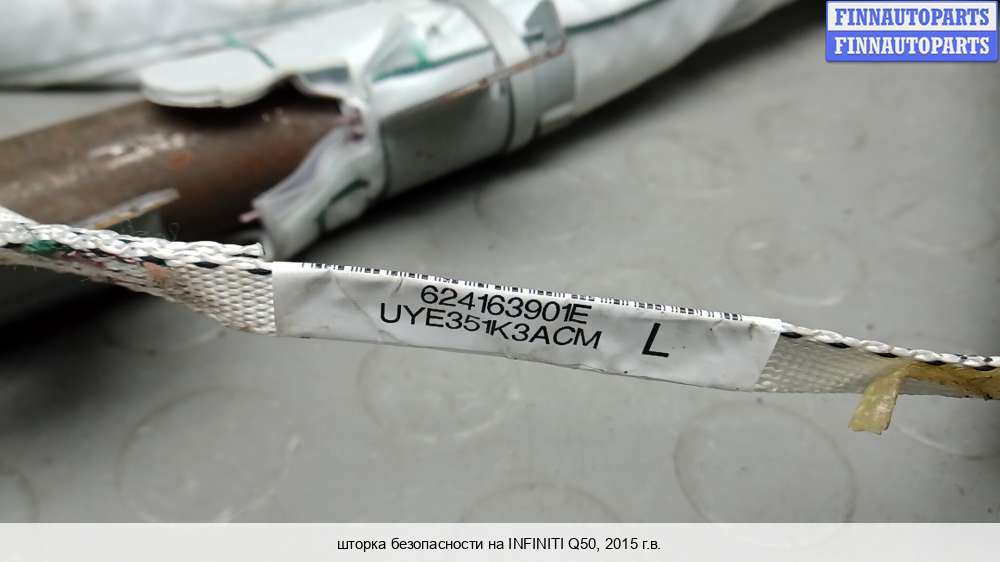 FINNAUTOPARTS
FINNAUTOPARTS
624163901E
UYE351K3ACM L
шторка безопасности на INFINITI Q50, 2015 г.в.